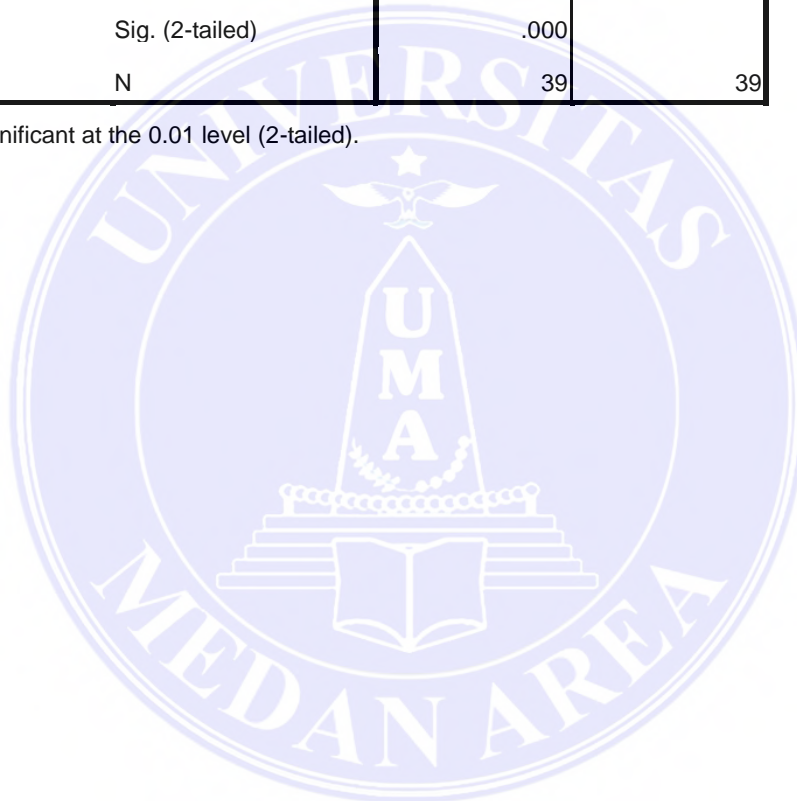 Sig. (2-tailed) .000
N 39 39
nificant at the 0.01 level (2-tailed).
UNIVERSITAS
U
M
A
MEDAN AREA